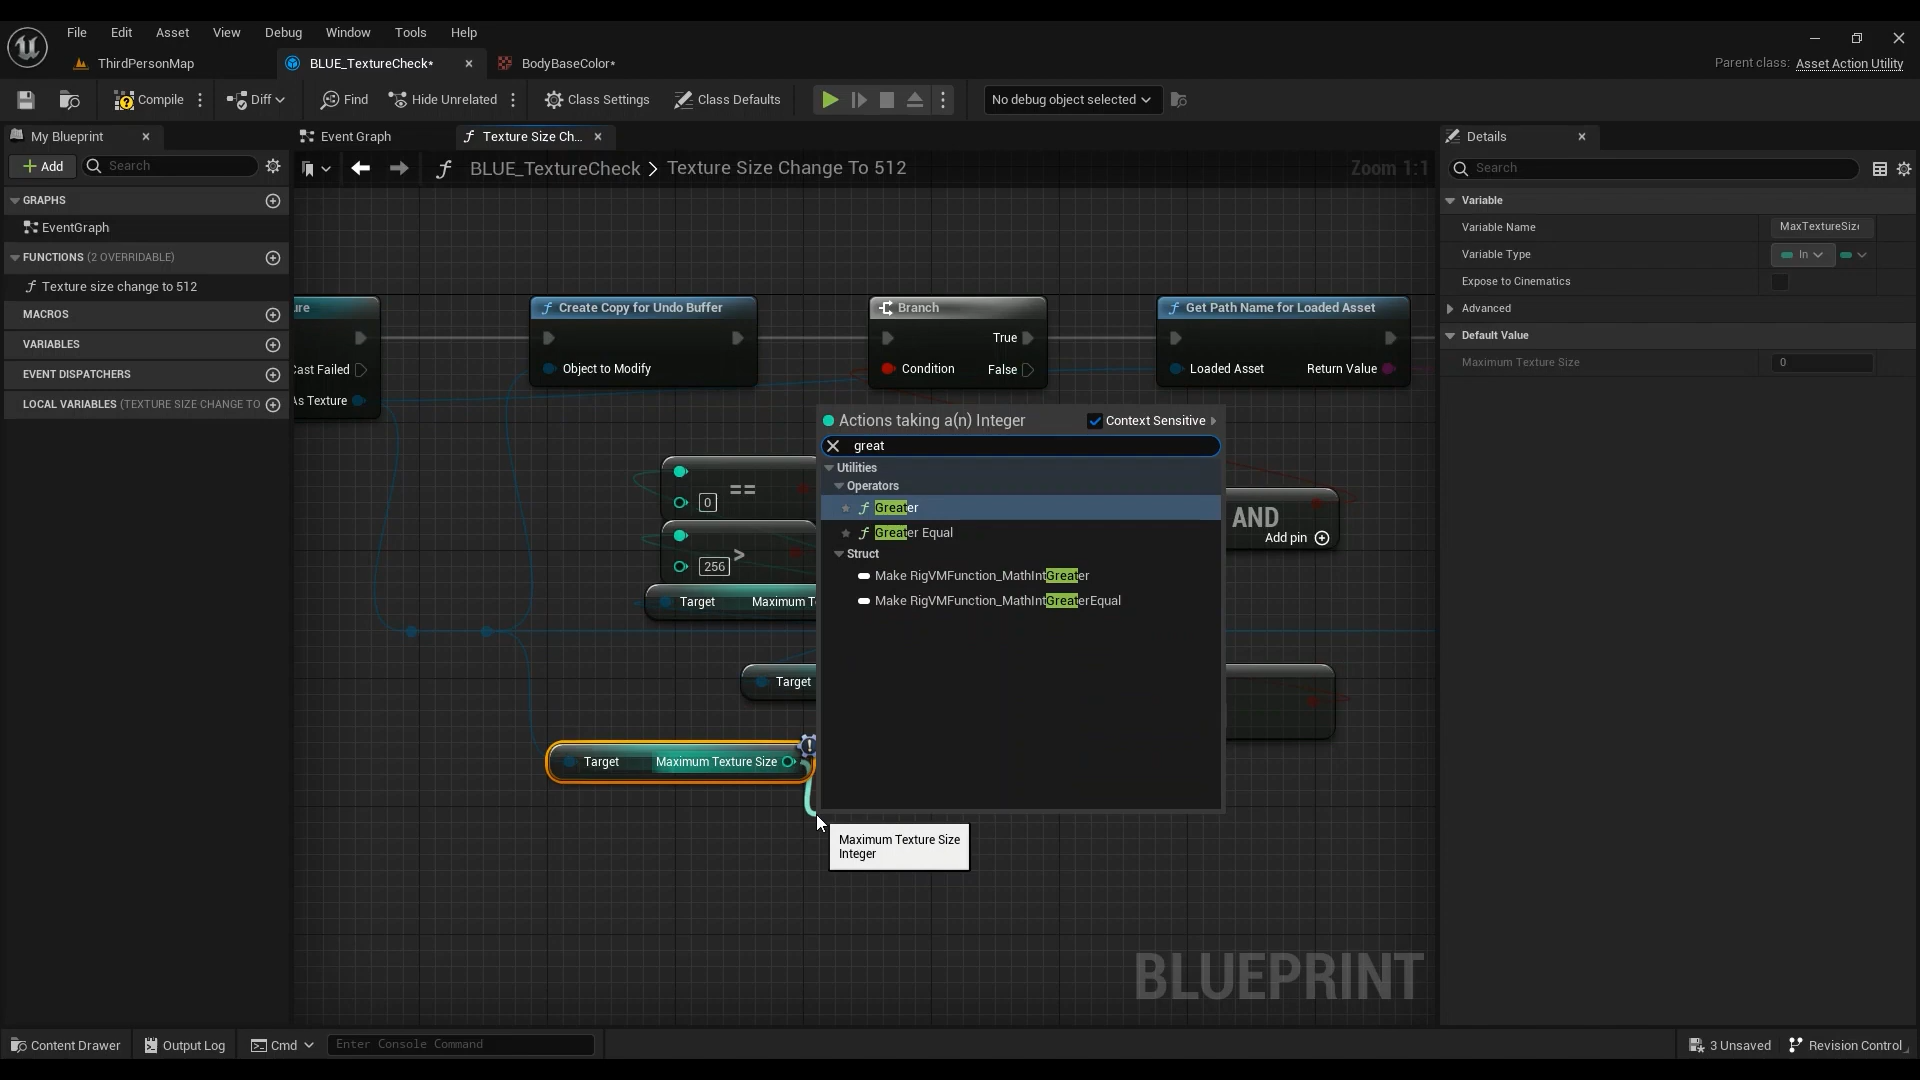 File Edit Asset View Debug Window Tools Help
ThirdPersonMap BLUE_TextureCheck* BodyBaseColor* Parent class: Asset Action Utility
Compile Diff Find Hide Unrelated Class Settings Class Defaults No debug object selected
My Blueprint Event Graph Texture Size Ch... Details
Add Search BLUE_TextureCheck > Texture Size Change To 512 Zoom 1:1 Search
GRAPHS Variable
EventGraph Variable Name MaxTextureSiz
FUNCTIONS (2 OVERRIDABLE) Variable Type In
Texture size change to 512 Expose to Cinematics
MACROS ure Create Copy for Undo Buffer Branch Get Path Name for Loaded Asset Advanced
VARIABLES True Default Value
EVENT DISPATCHERS Cast Failed Object to Modify Condition False Loaded Asset Return Value Maximum Texture Size 0
LOCAL VARIABLES (TEXTURE SIZE CHANGE TO As Texture
Actions taking a(n) Integer Context Sensitive
great
Utilities
Operators
== 0
Greater
AND
Greater Equal
Add pin
Struct
> 256
Make RigVMFunction_MathIntGreater
Target Maximum T
Make RigVMFunction_MathIntGreaterEqual
Target
Target Maximum Texture Size
Maximum Texture Size
Integer
BLUEPRINT
Content Drawer Output Log Cmd Enter Console Command 3 Unsaved Revision Control